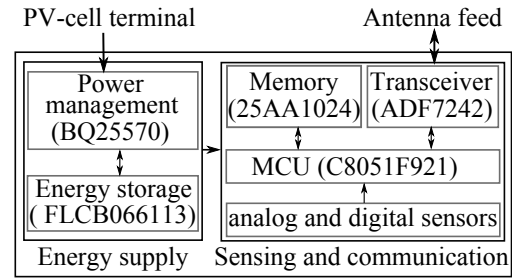 PV-cell terminal
Antenna feed
Power
management
(BQ25570)
Energy storage
( FLCB066113)
Energy supply
Memory
(25AA1024)
Transceiver
(ADF7242)
MCU (C8051F921)
analog and digital sensors
Sensing and communication